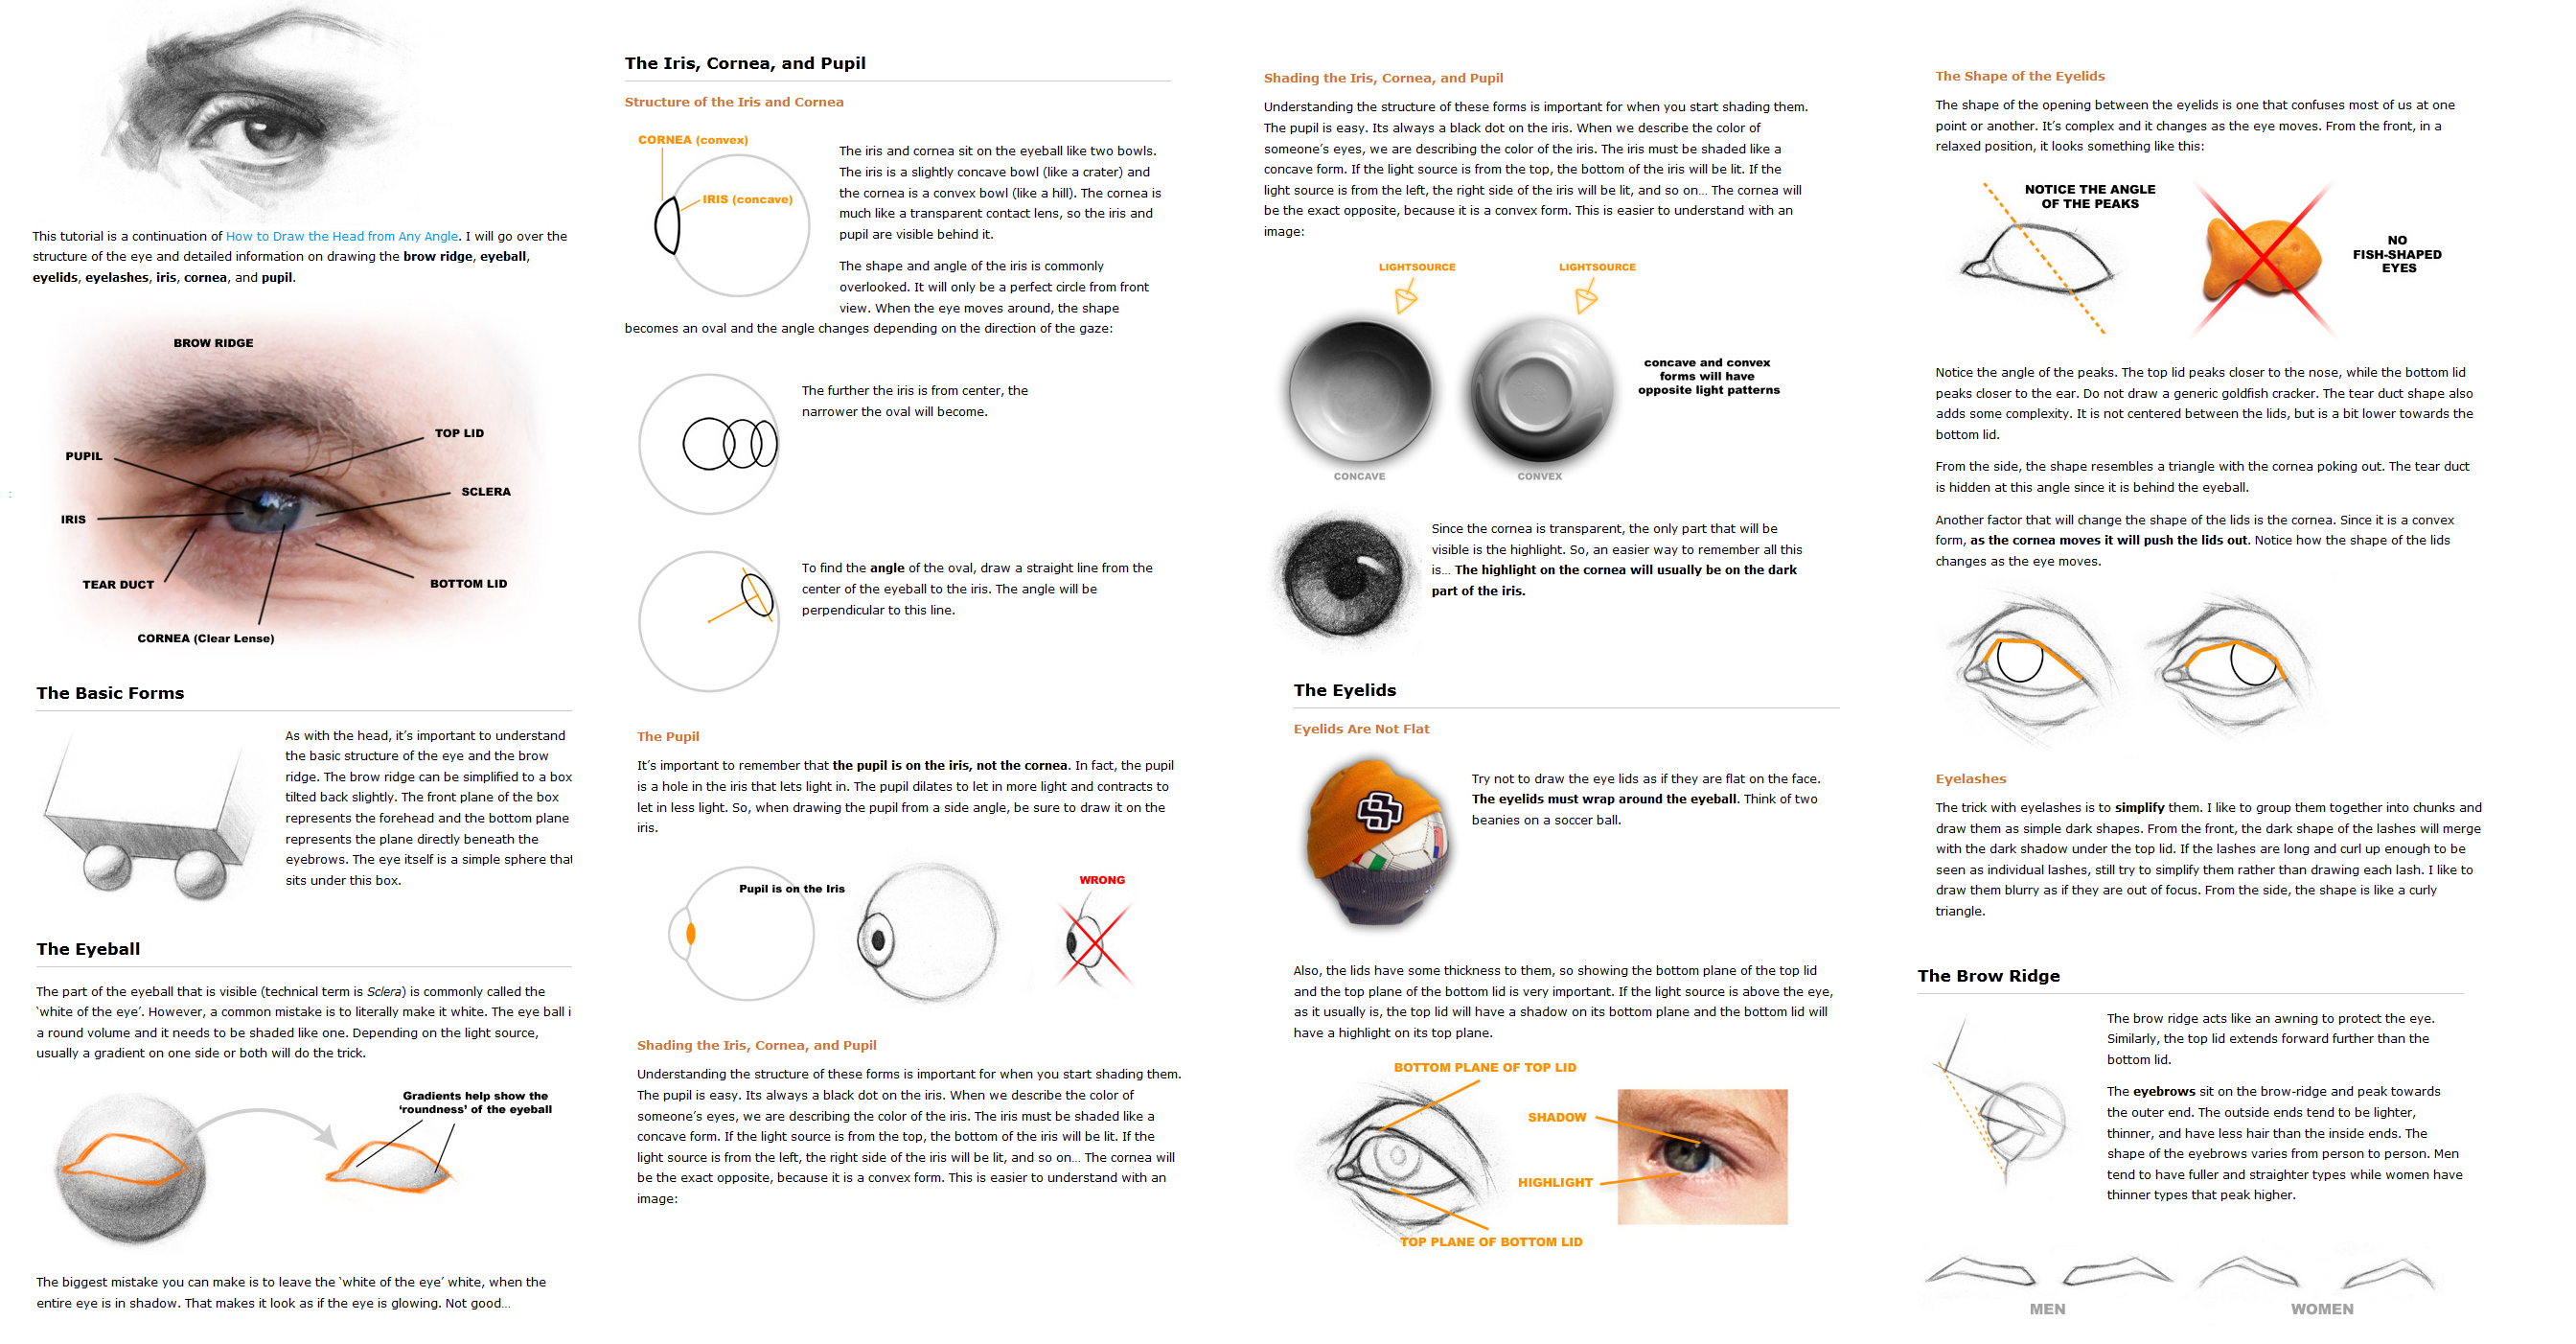 This tutorial is a continuation of How to Draw the Head from Any Angle. I will go over the
structure of the eye and detailed information on drawing the brow ridge, eyeball,
eyelids, eyelashes, iris, cornea, and pupil.
BROW RIDGE
TOP LID
PUPIL
SCLERA
IRIS
TEAR DUCT
BOTTOM LID
CORNEA (Clear Lense)
The Basic Forms
As with the head, it's important to understand
the basic structure of the eye and the brow
ridge. The brow ridge can be simplified to a box
tilted back slightly. The front plane of the box
represents the forehead and the bottom plane
represents the plane directly beneath the
eyebrows. The eye itself is a simple sphere that
sits under this box.
The Eyeball
The part of the eyeball that is visible (technical term is Sclera) is commonly called the
'white of the eye'. However, a common mistake is to literally make it white. The eye ball i
a round volume and it needs to be shaded like one. Depending on the light source,
usually a gradient on one side or both will do the trick.
Gradients help show the
'roundness' of the eyeball
The biggest mistake you can make is to leave the 'white of the eye' white, when the
entire eye is in shadow. That makes it look as if the eye is glowing. Not good...
The Iris, Cornea, and Pupil
Structure of the Iris and Cornea
CORNEA (convex)
IRIS (concave)
The iris and cornea sit on the eyeball like two bowls.
The iris is a slightly concave bowl (like a crater) and
the cornea is a convex bowl (like a hill). The cornea is
much like a transparent contact lens, so the iris and
pupil are visible behind it.
The shape and angle of the iris is commonly
overlooked. It will only be a perfect circle from front
view. When the eye moves around, the shape
becomes an oval and the angle changes depending on the direction of the gaze:
The further the iris is from center, the
narrower the oval will become.
To find the angle of the oval, draw a straight line from the
center of the eyeball to the iris. The angle will be
perpendicular to this line.
The Pupil
It's important to remember that the pupil is on the iris, not the cornea. In fact, the pupil
is a hole in the iris that lets light in. The pupil dilates to let in more light and contracts to
let in less light. So, when drawing the pupil from a side angle, be sure to draw it on the
iris.
Pupil is on the Iris
WRONG
Shading the Iris, Cornea, and Pupil
Understanding the structure of these forms is important for when you start shading them.
The pupil is easy. Its always a black dot on the iris. When we describe the color of
someone's eyes, we are describing the color of the iris. The iris must be shaded like a
concave form. If the light source is from the top, the bottom of the iris will be lit. If the
light source is from the left, the right side of the iris will be lit, and so on... The cornea will
be the exact opposite, because it is a convex form. This is easier to understand with an
image:
Shading the Iris, Cornea, and Pupil
Understanding the structure of these forms is important for when you start shading them.
The pupil is easy. Its always a black dot on the iris. When we describe the color of
someone's eyes, we are describing the color of the iris. The iris must be shaded like a
concave form. If the light source is from the top, the bottom of the iris will be lit. If the
light source is from the left, the right side of the iris will be lit, and so on... The cornea will
be the exact opposite, because it is a convex form. This is easier to understand with an
image:
LIGHTSOURCE
LIGHTSOURCE
concave and convex
forms will have
opposite light patterns
CONCAVE
CONVEX
Since the cornea is transparent, the only part that will be
visible is the highlight. So, an easier way to remember all this
is... The highlight on the cornea will usually be on the dark
part of the iris.
The Eyelids
Eyelids Are Not Flat
Try not to draw the eye lids as if they are flat on the face.
The eyelids must wrap around the eyeball. Think of two
beanies on a soccer ball.
Also, the lids have some thickness to them, so showing the bottom plane of the top lid
and the top plane of the bottom lid is very important. If the light source is above the eye,
as it usually is, the top lid will have a shadow on its bottom plane and the bottom lid will
have a highlight on its top plane.
BOTTOM PLANE OF TOP LID
SHADOW
HIGHLIGHT
TOP PLANE OF BOTTOM LID
The Shape of the Eyelids
The shape of the opening between the eyelids is one that confuses most of us at one
point or another. It's complex and it changes as the eye moves. From the front, in a
relaxed position, it looks something like this:
NOTICE THE ANGLE
OF THE PEAKS
NO
FISH-SHAPED
EYES
Notice the angle of the peaks. The top lid peaks closer to the nose, while the bottom lid
peaks closer to the ear. Do not draw a generic goldfish cracker. The tear duct shape also
adds some complexity. It is not centered between the lids, but is a bit lower towards the
bottom lid.
From the side, the shape resembles a triangle with the cornea poking out. The tear duct
is hidden at this angle since it is behind the eyeball.
Another factor that will change the shape of the lids is the cornea. Since it is a convex
form, as the cornea moves it will push the lids out. Notice how the shape of the lids
changes as the eye moves.
Eyelashes
The trick with eyelashes is to simplify them. I like to group them together into chunks and
draw them as simple dark shapes. From the front, the dark shape of the lashes will merge
with the dark shadow under the top lid. If the lashes are long and curl up enough to be
seen as individual lashes, still try to simplify them rather than drawing each lash. I like to
draw them blurry as if they are out of focus. From the side, the shape is like a curly
triangle.
The Brow Ridge
The brow ridge acts like an awning to protect the eye.
Similarly, the top lid extends forward further than the
bottom lid.
The eyebrows sit on the brow-ridge and peak towards
the outer end. The outside ends tend to be lighter,
thinner, and have less hair than the inside ends. The
shape of the eyebrows varies from person to person. Men
tend to have fuller and straighter types while women have
thinner types that peak higher.
MEN
WOMEN